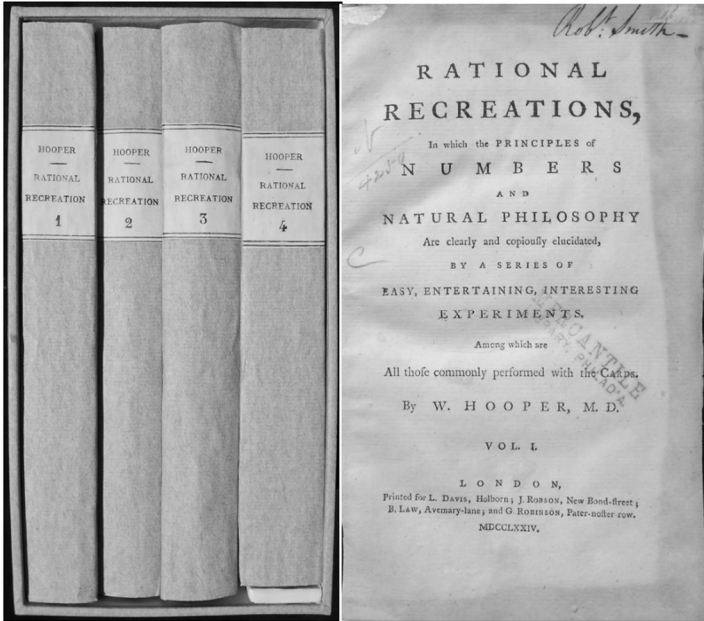 HOOPER
RATIONAL
RECREATION
1
HOOPER
RATIONAL
RECREATION
2
HOOPER
RATIONAL
RECREATION
3
HOOPER
RATIONAL
RECREATION
4
Robt. Smith
RATIONAL
RECREATIONS,
In which the PRINCIPLES of
NUMBERS
AND
NATURAL PHILOSOPHY
Are clearly and copiouſly elucidated,
BY A SERIES OF
EASY, ENTERTAINING, INTERESTING
EXPERIMENTS.
Among which are
All thoſe commonly performed with the CARDS.
By W. HOOPER, M. D.
VOL. I.
LONDON,
Printed for L. DAVIS, Holborn; J. ROBSON, New Bond-ſtreet;
B. LAW, Avemary-lane; and G. ROBINSON, Pater-noſter-row.
MDCCLXXIV.
MERCANTILE
LIBRARY, PHILAD'A